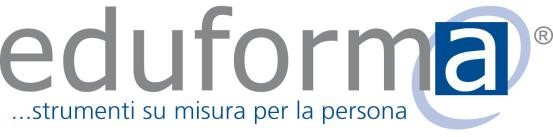 eduforma®
...strumenti su misura per la persona